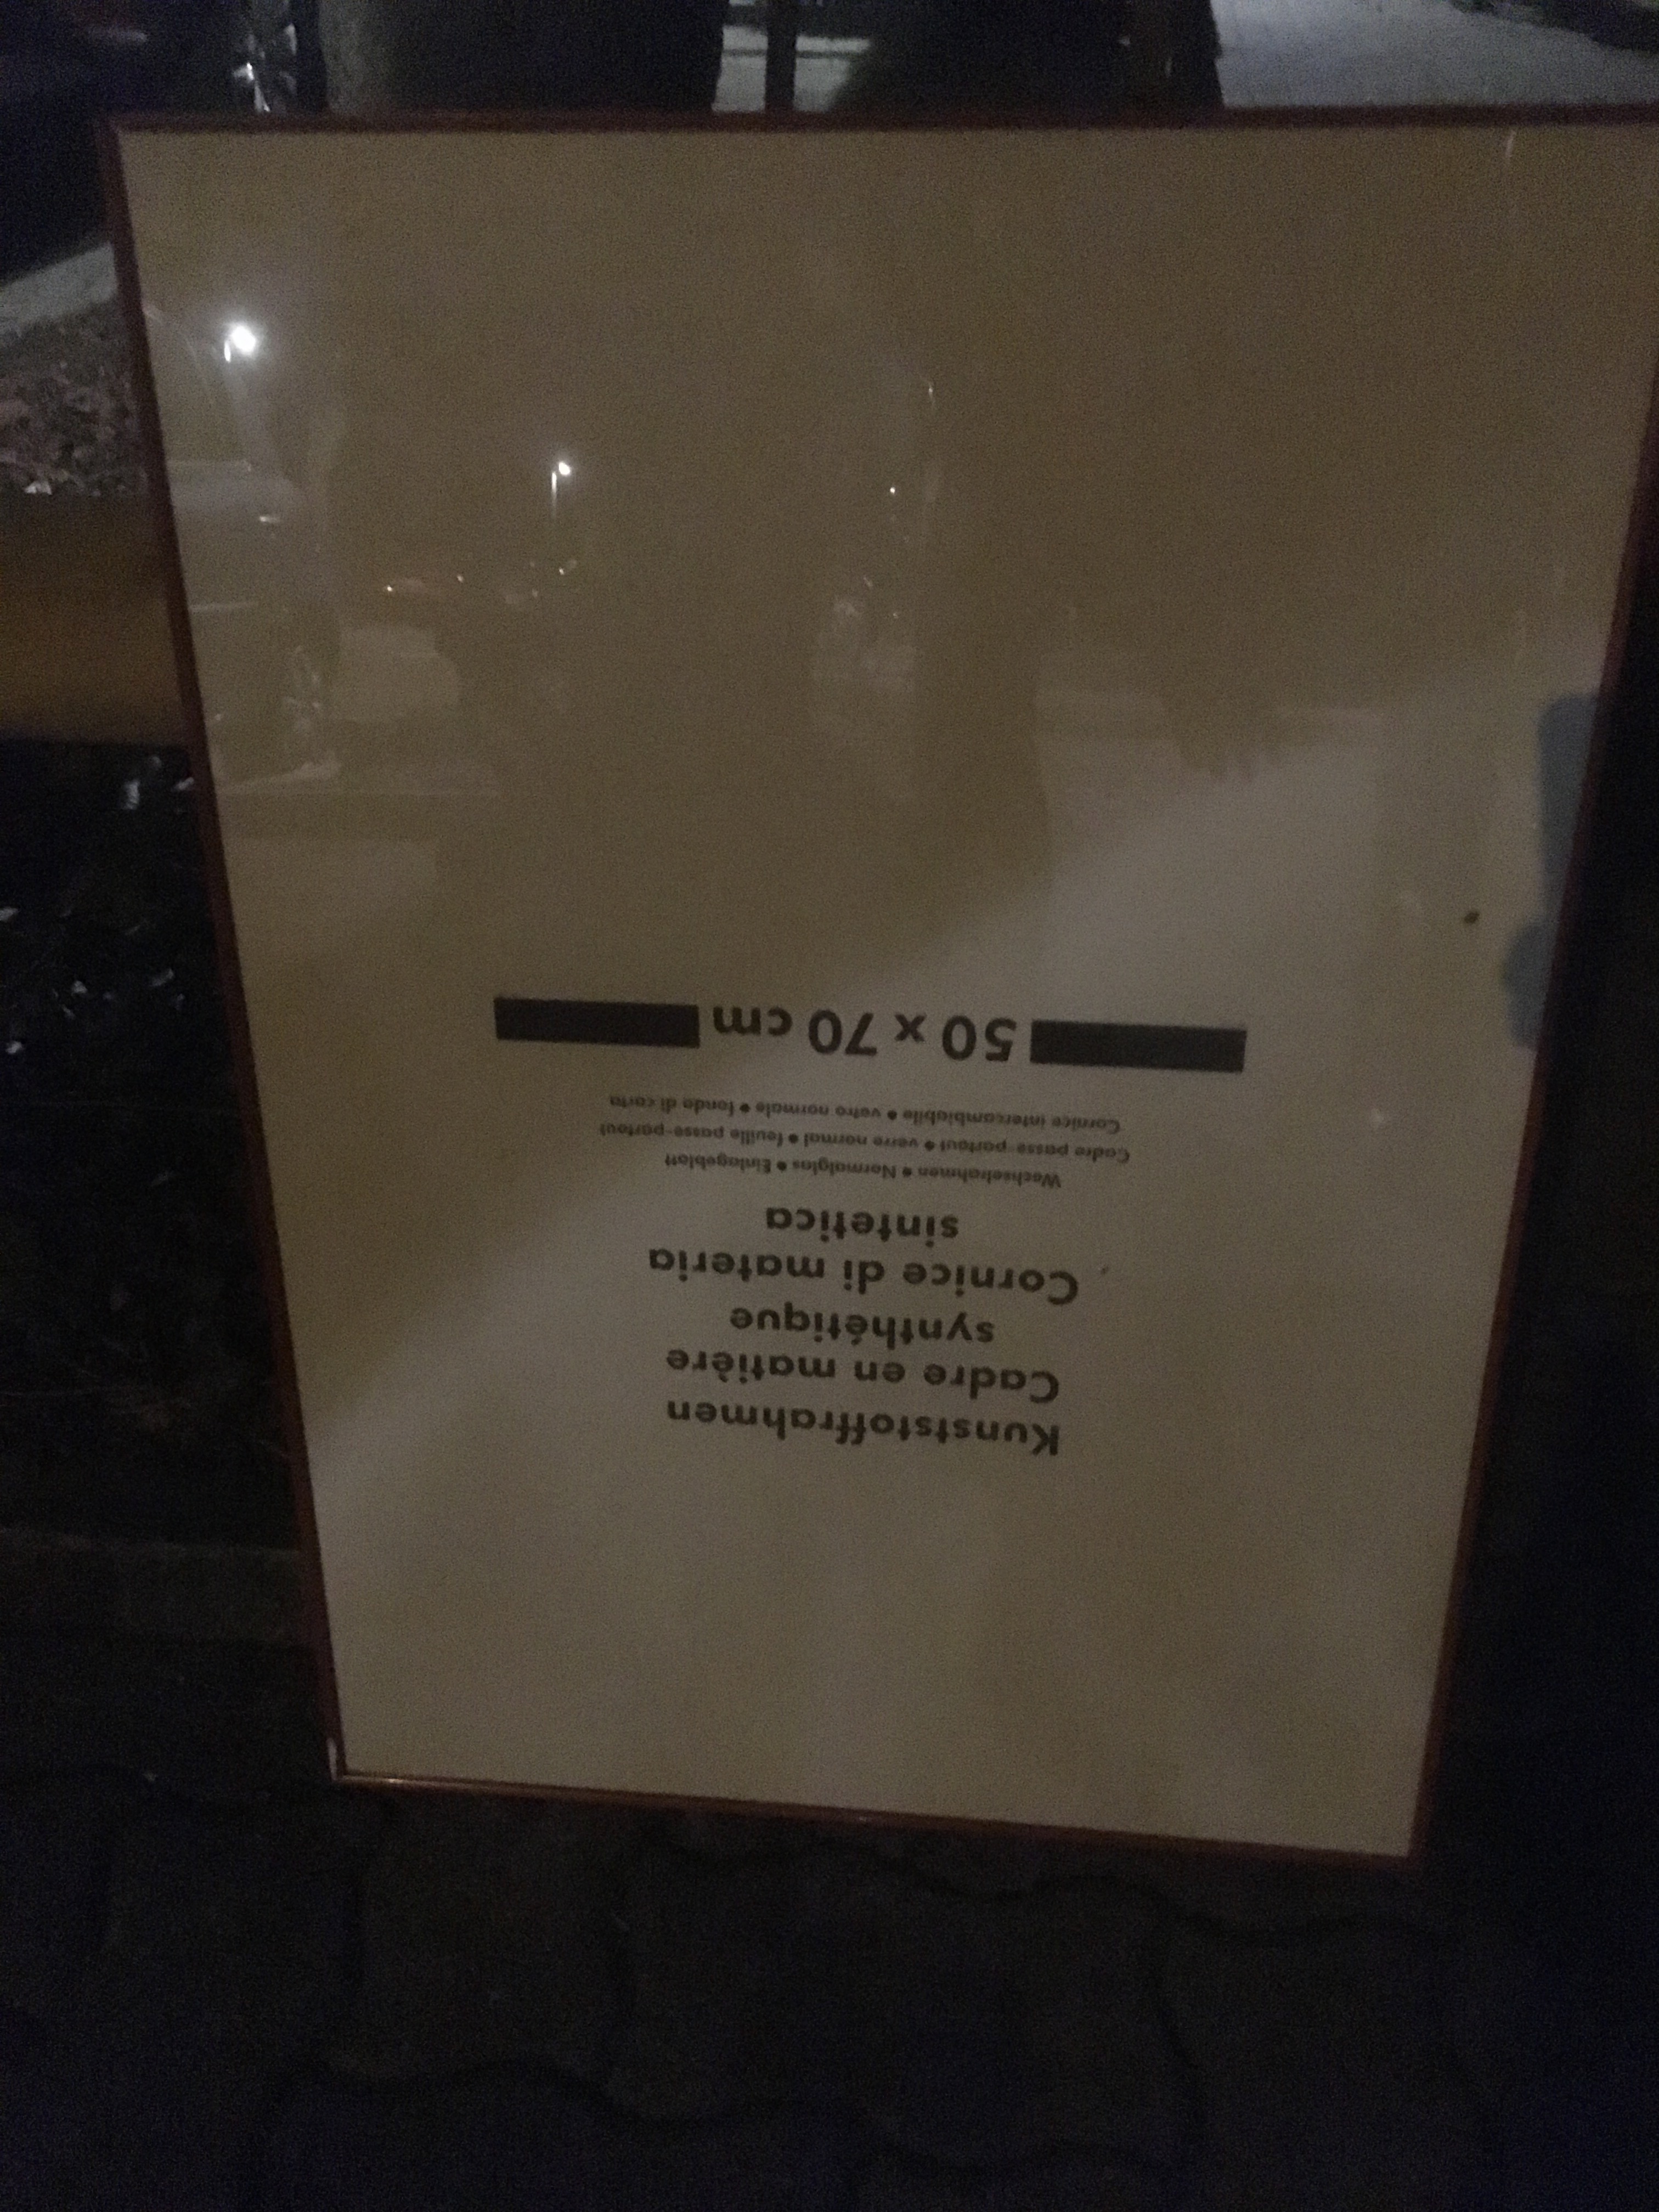 Kunststoffrahmen
Cadre en matière
synthétique
Cornice di materia
sintetica
Wechselrahmen • Normalglas • Einlageblatt
Cadre passe-partout • verre normal • feuille passe-partout
Cornice intercambiabile • vetro normale • fondo di carta
50 x 70 cm